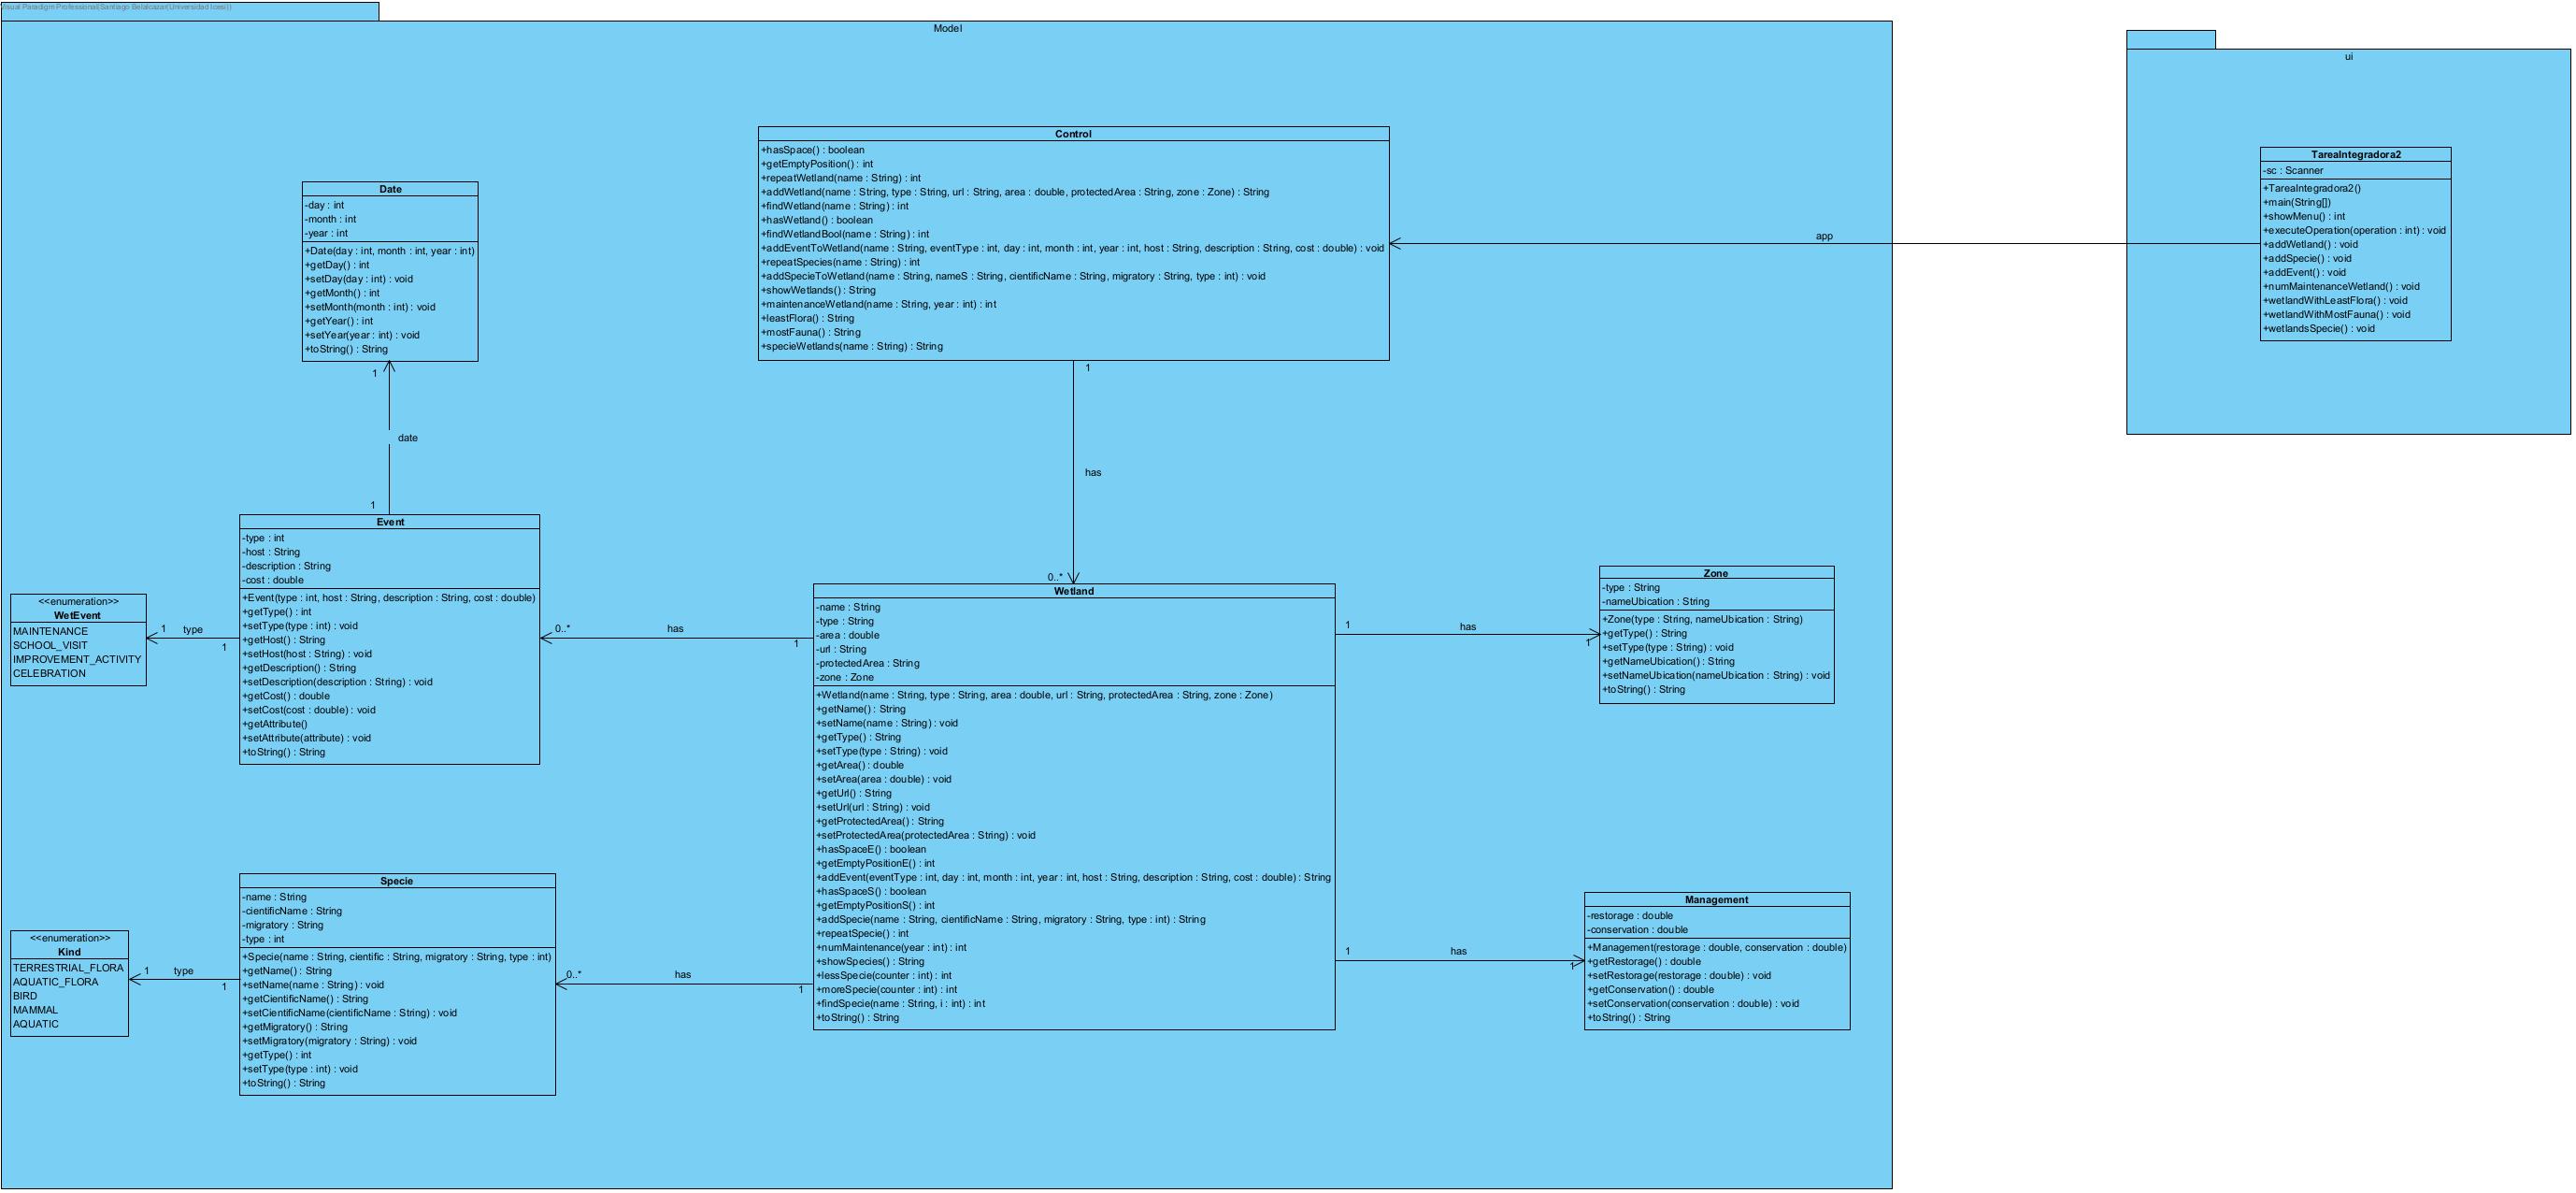 Visual Paradigm Professional(Santiago Belalcazar(Universidad Icesi))
Model
ui
Control
+hasSpace() : boolean
+getEmptyPosition() : int
+repeatWetland(name : String) : int
+addWetland(name : String, type : String, url : String, area : double, protectedArea : String, zone : Zone) : String
+findWetland(name : String) : int
+hasWetland() : boolean
+findWetlandBool(name : String) : int
+addEventToWetland(name : String, eventType : int, day : int, month : int, year : int, host : String, description : String, cost : double) : void
+repeatSpecies(name : String) : int
+addSpecieToWetland(name : String, nameS : String, cientificName : String, migratory : String, type : int) : void
+showWetlands() : String
+maintenanceWetland(name : String, year : int) : int
+leastFlora() : String
+mostFauna() : String
+specieWetlands(name : String) : String
TareaIntegradora2
-sc : Scanner
+TareaIntegradora2()
+main(String[])
+showMenu() : int
+executeOperation(operation : int) : void
+addWetland() : void
+addSpecie() : void
+addEvent() : void
+numMaintenanceWetland() : void
+wetlandWithLeastFlora() : void
+wetlandWithMostFauna() : void
+wetlandsSpecie() : void
app
Date
-day : int
-month : int
-year : int
+Date(day : int, month : int, year : int)
+getDay() : int
+setDay(day : int) : void
+getMonth() : int
+setMonth(month : int) : void
+getYear() : int
+setYear(year : int) : void
+toString() : String
1
date
1
1
has
0..*
Event
-type : int
-host : String
-description : String
-cost : double
+Event(type : int, host : String, description : String, cost : double)
+getType() : int
+setType(type : int) : void
+getHost() : String
+setHost(host : String) : void
+getDescription() : String
+setDescription(description : String) : void
+getCost() : double
+setCost(cost : double) : void
+getAttribute()
+setAttribute(attribute) : void
+toString() : String
<<enumeration>>
WetEvent
MAINTENANCE
SCHOOL_VISIT
IMPROVEMENT_ACTIVITY
CELEBRATION
1 type
1
0..* has
1
Wetland
-name : String
-type : String
-area : double
-url : String
-protectedArea : String
-zone : Zone
+Wetland(name : String, type : String, area : double, url : String, protectedArea : String, zone : Zone)
+getName() : String
+setName(name : String) : void
+getType() : String
+setType(type : String) : void
+getArea() : double
+setArea(area : double) : void
+getUrl() : String
+setUrl(url : String) : void
+getProtectedArea() : String
+setProtectedArea(protectedArea : String) : void
+hasSpaceE() : boolean
+getEmptyPositionE() : int
+addEvent(eventType : int, day : int, month : int, year : int, host : String, description : String, cost : double) : String
+hasSpaceS() : boolean
+getEmptyPositionS() : int
+addSpecie(name : String, cientificName : String, migratory : String, type : int) : String
+repeatSpecie() : int
+numMaintenance(year : int) : int
+showSpecies() : String
+lessSpecie(counter : int) : int
+moreSpecie(counter : int) : int
+findSpecie(name : String, i : int) : int
+toString() : String
1 has
1
Zone
-type : String
-nameUbication : String
+Zone(type : String, nameUbication : String)
+getType() : String
+setType(type : String) : void
+getNameUbication() : String
+setNameUbication(nameUbication : String) : void
+toString() : String
Specie
-name : String
-cientificName : String
-migratory : String
-type : int
+Specie(name : String, cientific : String, migratory : String, type : int)
+getName() : String
+setName(name : String) : void
+getCientificName() : String
+setCientificName(cientificName : String) : void
+getMigratory() : String
+setMigratory(migratory : String) : void
+getType() : int
+setType(type : int) : void
+toString() : String
<<enumeration>>
Kind
TERRESTRIAL_FLORA
AQUATIC_FLORA
BIRD
MAMMAL
AQUATIC
1 type
1
0..* has
1
1 has
1
Management
-restorage : double
-conservation : double
+Management(restorage : double, conservation : double)
+getRestorage() : double
+setRestorage(restorage : double) : void
+getConservation() : double
+setConservation(conservation : double) : void
+toString() : String